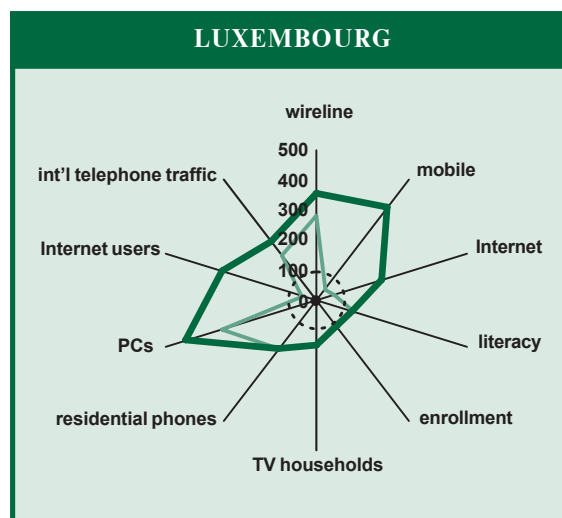 LUXEMBOURG
wireline
500
400
int'l telephone traffic
mobile
300
200
Internet users
Internet
100
0
PCs
literacy
residential phones
enrollment
TV households